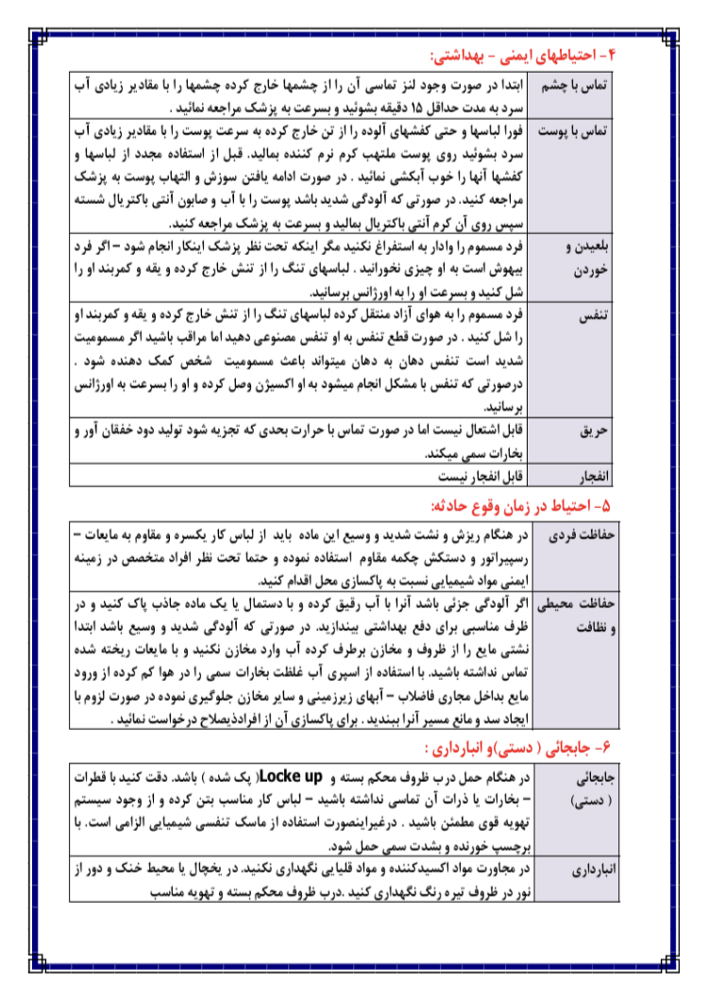 ۴- احتیاطهای ایمنی - بهداشتی:
تماس با چشم
ابتدا در صورت وجود لنز تماسی آن را از چشمها خارج کرده چشمها را با مقادیر زیادی آب
سرد به مدت حداقل ۱۵ دقیقه بشوئید و بسرعت به پزشک مراجعه نمائید .
تماس با پوست
فورا لباسها و حتی کفشهای آلوده را از تن خارج کرده به سرعت پوست را با مقادیر زیادی آب
سرد بشوئید روی پوست ملتهب کرم نرم کننده بمالید. قبل از استفاده مجدد از لباسها و
کفشها آنها را خوب آبکشی نمائید . در صورت ادامه یافتن سوزش و التهاب پوست به پزشک
مراجعه کنید. در صورتی که آلودگی شدید باشد پوست را با آب و صابون آنتی باکتریال شسته
سپس روی آن کرم آنتی باکتریال بمالید و بسرعت به پزشک مراجعه کنید.
بلعیدن و
خوردن
فرد مسموم را وادار به استفراغ نکنید مگر اینکه تحت نظر پزشک اینکار انجام شود – اگر فرد
بیهوش است به او چیزی نخورانید . لباسهای تنگ را از تنش خارج کرده و یقه و کمربند او را
شل کنید و بسرعت او را به اورژانس برسانید.
تنفس
فرد مسموم را به هوای آزاد منتقل کرده لباسهای تنگ را از تنش خارج کرده و یقه و کمربند او
را شل کنید . در صورت قطع تنفس به او تنفس مصنوعی دهید اما مراقب باشید اگر مسمومیت
شدید است تنفس دهان به دهان میتواند باعث مسمومیت شخص کمک دهنده شود .
درصورتی که تنفس با مشکل انجام میشود به او اکسیژن وصل کرده و او را بسرعت به اورژانس
برسانید.
حریق
قابل اشتعال نیست اما در صورت تماس با حرارت بحدی که تجزیه شود تولید دود خفقان آور و
بخارات سمی میکند.
انفجار
قابل انفجار نیست
۵- احتیاط در زمان وقوع حادثه:
حفاظت فردی
در هنگام ریزش و نشت شدید و وسیع این ماده باید از لباس کار یکسره و مقاوم به مایعات –
رسپیراتور و دستکش چکمه مقاوم استفاده نموده و حتما تحت نظر افراد متخصص در زمینه
ایمنی مواد شیمیایی نسبت به پاکسازی محل اقدام کنید.
حفاظت محیطی
و نظافت
اگر آلودگی جزئی باشد آنرا با آب رقیق کرده و با دستمال یا یک ماده جاذب پاک کنید و در
ظرف مناسبی برای دفع بهداشتی بیندازید. در صورتی که آلودگی شدید و وسیع باشد ابتدا
نشتی مایع را از ظروف و مخازن برطرف کرده آب وارد مخازن نکنید و با مایعات ریخته شده
تماس نداشته باشید. با استفاده از اسپری آب غلظت بخارات سمی را در هوا کم کرده از ورود
مایع بداخل مجاری فاضلاب – آبهای زیرزمینی و سایر مخازن جلوگیری نموده در صورت لزوم با
ایجاد سد و مانع مسیر آنرا ببندید . برای پاکسازی آن از افرادذیصلاح درخواست نمائید .
۶- جابجائی ( دستی)و انبارداری :
جابجائی
( دستی)
در هنگام حمل درب ظروف محکم بسته و Locke up( پک شده ) باشد. دقت کنید با قطرات
– بخارات یا ذرات آن تماسی نداشته باشید – لباس کار مناسب بتن کرده و از وجود سیستم
تهویه قوی مطمئن باشید . درغیراینصورت استفاده از ماسک تنفسی شیمیایی الزامی است. با
برچسپ خورنده و بشدت سمی حمل شود.
انبارداری
در مجاورت مواد اکسیدکننده و مواد قلیایی نگهداری نکنید. در یخچال یا محیط خنک و دور از
نور در ظروف تیره رنگ نگهداری کنید .درب ظروف محکم بسته و تهویه مناسب